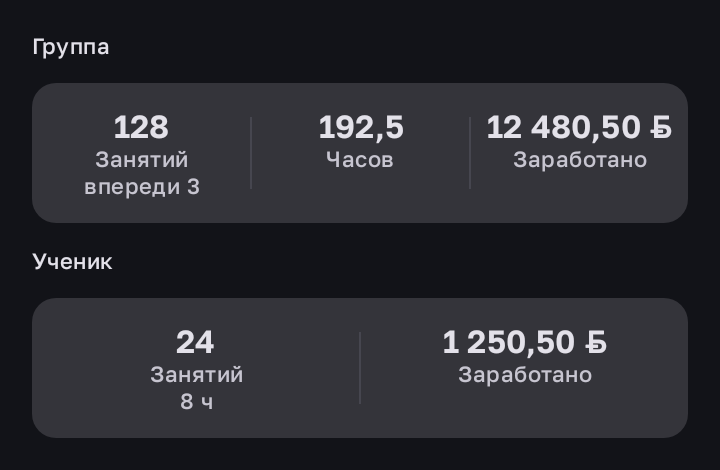 Группа
128
192,5
12 480,50 Ƃ
Занятий
Часов
Заработано
впереди 3
Ученик
24
1 250,50 Ƃ
Занятий
Заработано
8 ч